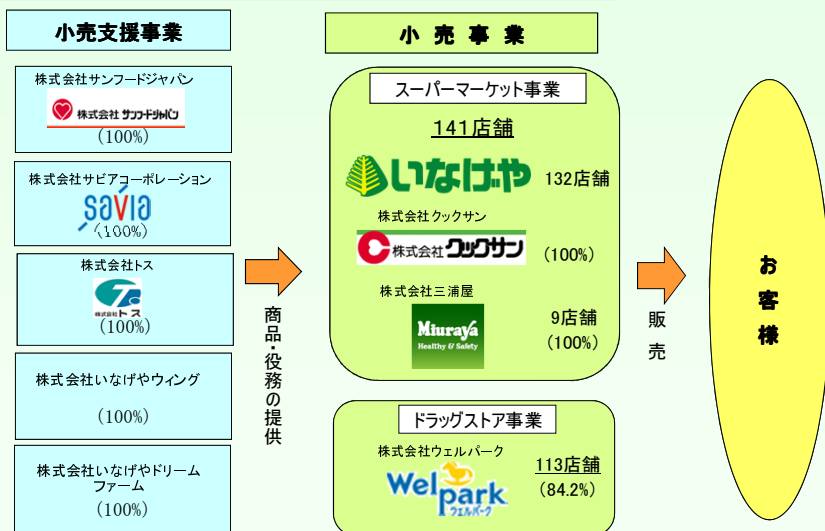 小売支援事業
株式会社サンフードジャパン
株式会社 サンフードジャパン
(100%)
株式会社サビアコーポレーション
savia
(100%)
株式会社トス
株式会社トス
(100%)
株式会社いなげやウィング
(100%)
株式会社いなげやドリーム
ファーム
(100%)
商品・役務の提供
小売事業
スーパーマーケット事業
141店舗
いなげや 132店舗
株式会社クックサン
株式会社クックサン (100%)
株式会社三浦屋
Miuraya
Healthy & Safety
9店舗
(100%)
ドラッグストア事業
株式会社ウェルパーク
Welpark
ウェルパーク
113店舗
(84.2%)
販売
お客様